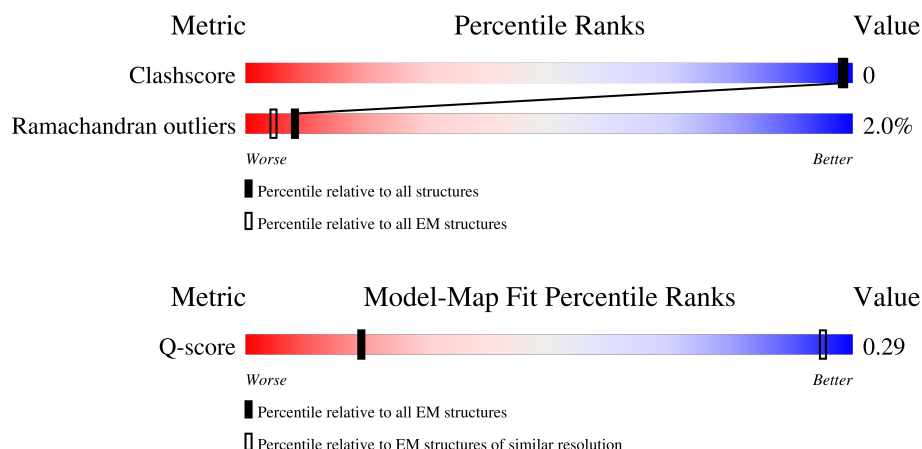 Metric Percentile Ranks Value
Clashscore 0
Ramachandran outliers 2.0%
Worse Better
Percentile relative to all structures
Percentile relative to all EM structures
Metric Model-Map Fit Percentile Ranks Value
Q-score 0.29
Worse Better
Percentile relative to all EM structures
Percentile relative to EM structures of similar resolution